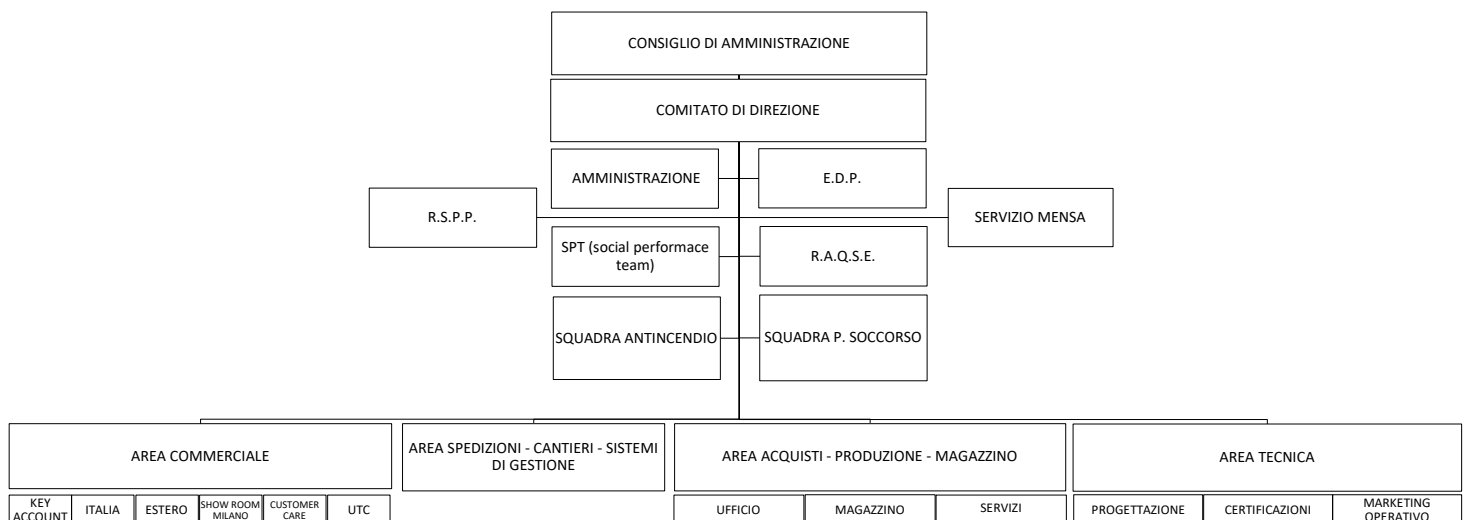 CONSIGLIO DI AMMINISTRAZIONE
COMITATO DI DIREZIONE
AMMINISTRAZIONE
E.D.P.
R.S.P.P.
SERVIZIO MENSA
SPT (social performace
team)
R.A.Q.S.E.
SQUADRA ANTINCENDIO
SQUADRA P. SOCCORSO
AREA COMMERCIALE
AREA SPEDIZIONI - CANTIERI - SISTEMI
DI GESTIONE
AREA ACQUISTI - PRODUZIONE - MAGAZZINO
AREA TECNICA
KEY
ACCOUNT
ITALIA
ESTERO
SHOW ROOM
MILANO
CUSTOMER
CARE
UTC
UFFICIO
MAGAZZINO
SERVIZI
PROGETTAZIONE
CERTIFICAZIONI
MARKETING
OPERATIVO